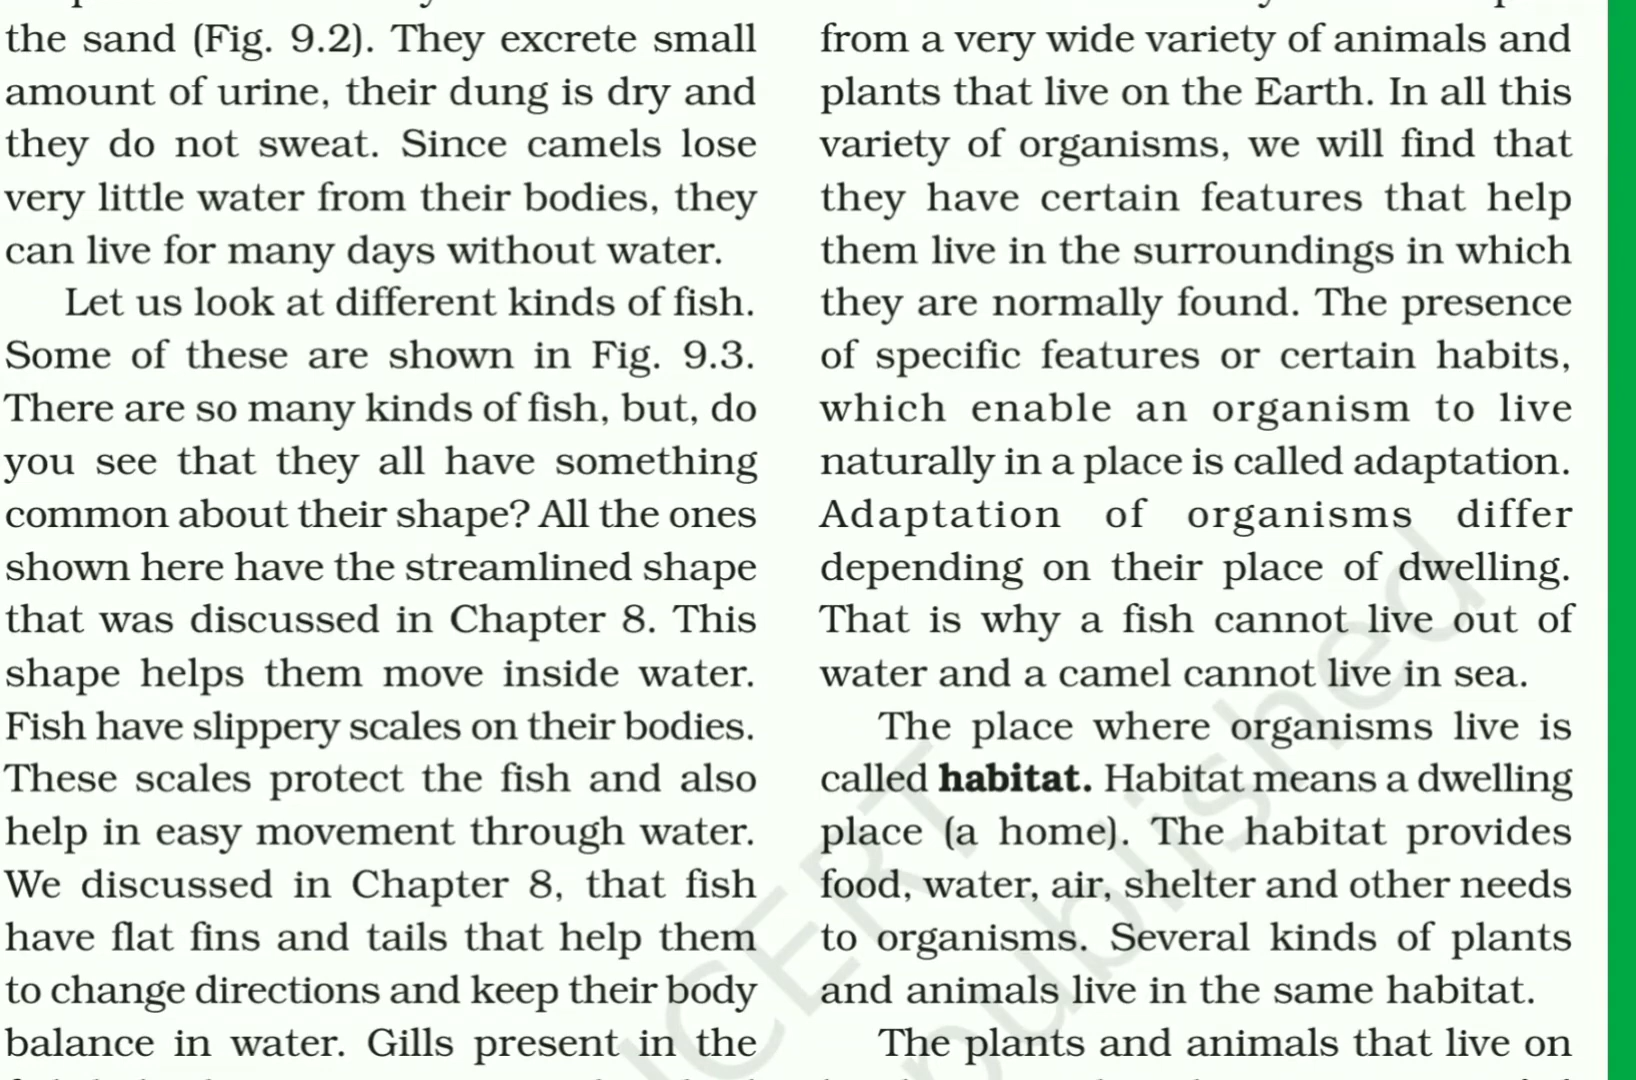 the sand (Fig. 9.2). They excrete small
amount of urine, their dung is dry and
they do not sweat. Since camels lose
very little water from their bodies, they
can live for many days without water.
Let us look at different kinds of fish.
Some of these are shown in Fig. 9.3.
There are so many kinds of fish, but, do
you see that they all have something
common about their shape? All the ones
shown here have the streamlined shape
that was discussed in Chapter 8. This
shape helps them move inside water.
Fish have slippery scales on their bodies.
These scales protect the fish and also
help in easy movement through water.
We discussed in Chapter 8, that fish
have flat fins and tails that help them
to change directions and keep their body
balance in water. Gills present in the
from a very wide variety of animals and
plants that live on the Earth. In all this
variety of organisms, we will find that
they have certain features that help
them live in the surroundings in which
they are normally found. The presence
of specific features or certain habits,
which enable an organism to live
naturally in a place is called adaptation.
Adaptation of organisms differ
depending on their place of dwelling.
That is why a fish cannot live out of
water and a camel cannot live in sea.
The place where organisms live is
called habitat. Habitat means a dwelling
place (a home). The habitat provides
food, water, air, shelter and other needs
to organisms. Several kinds of plants
and animals live in the same habitat.
The plants and animals that live on
NCERT
published